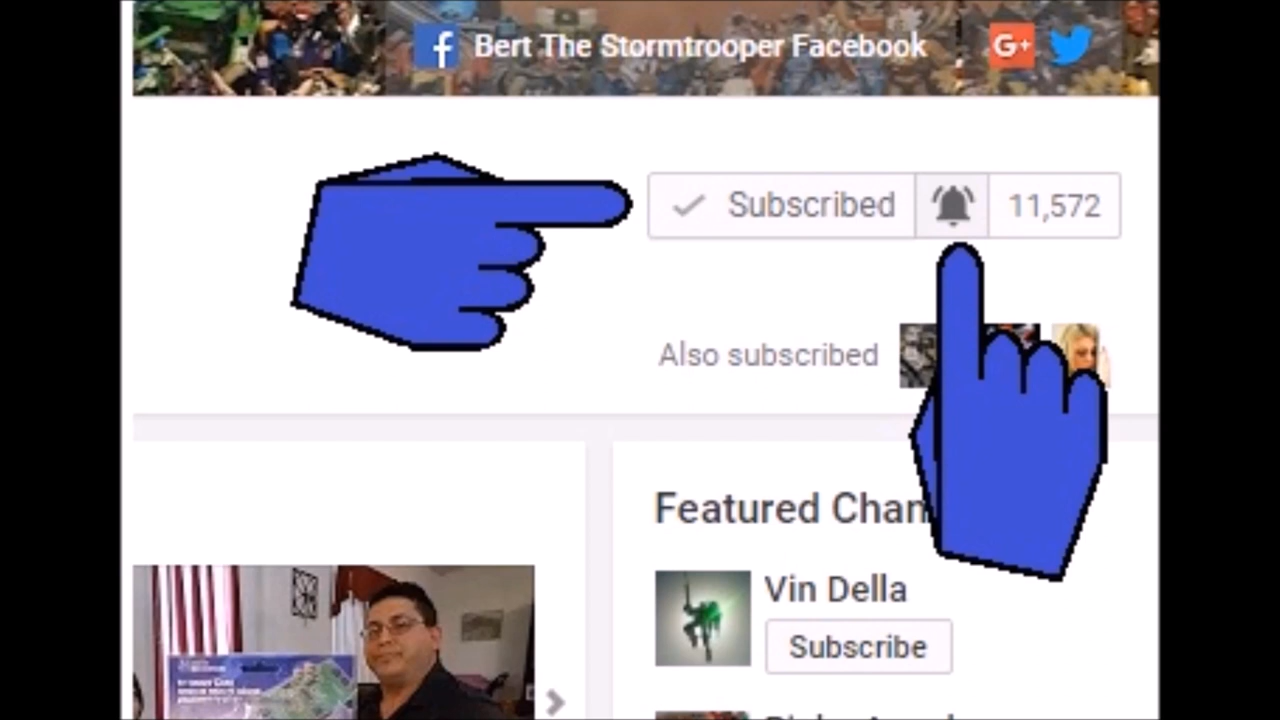 f Bert The Stormtrooper Facebook G+
Subscribed 11,572
Also subscribed
Featured Chan
Vin Della
Subscribe